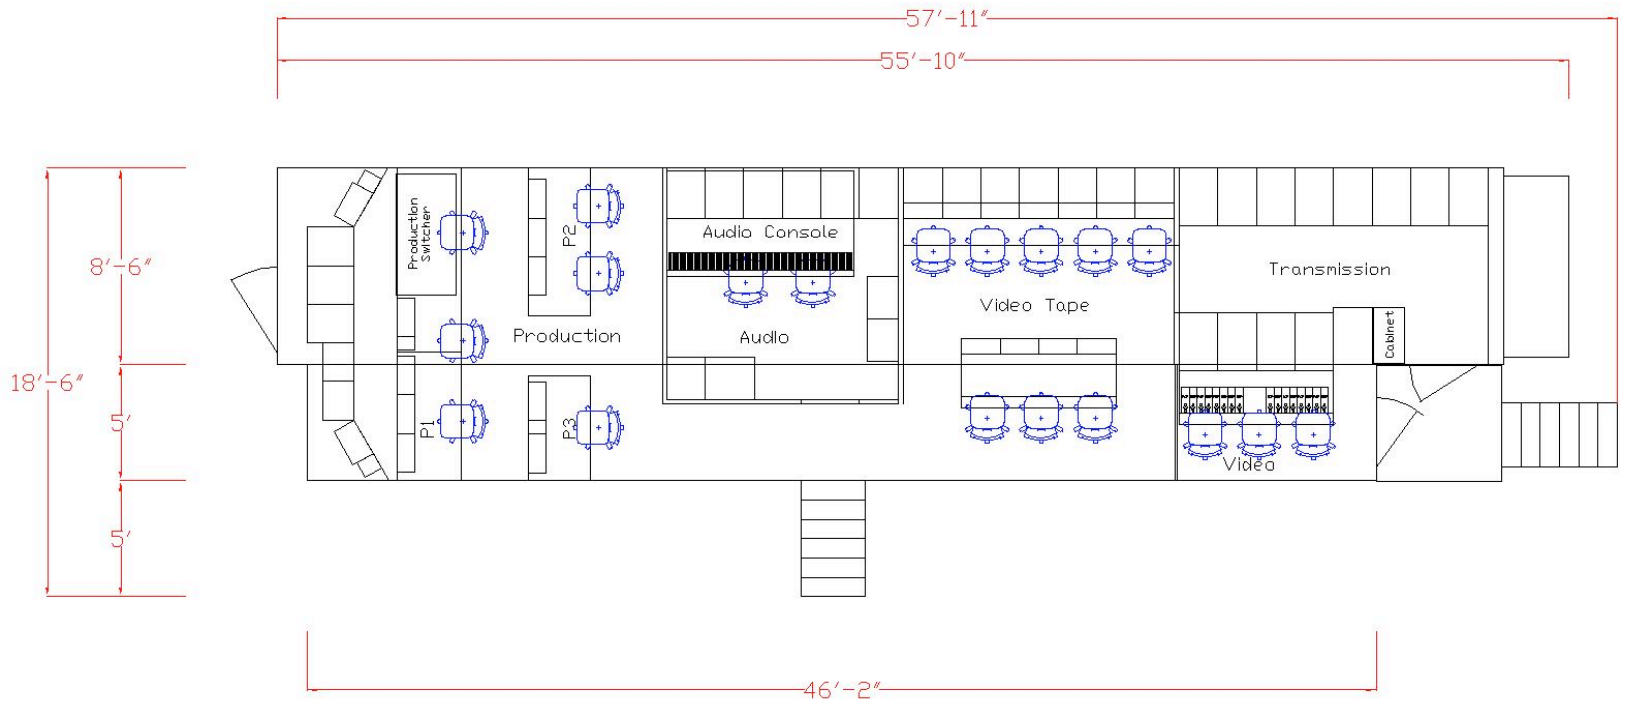 57'-11"
55'-10"
8'-6"
18'-6"
5'
5'
46'-2"
Production
Switcher
P2
Production
P1
P3
Audio Console
Audio
Video Tape
Transmission
Cabinet
Video